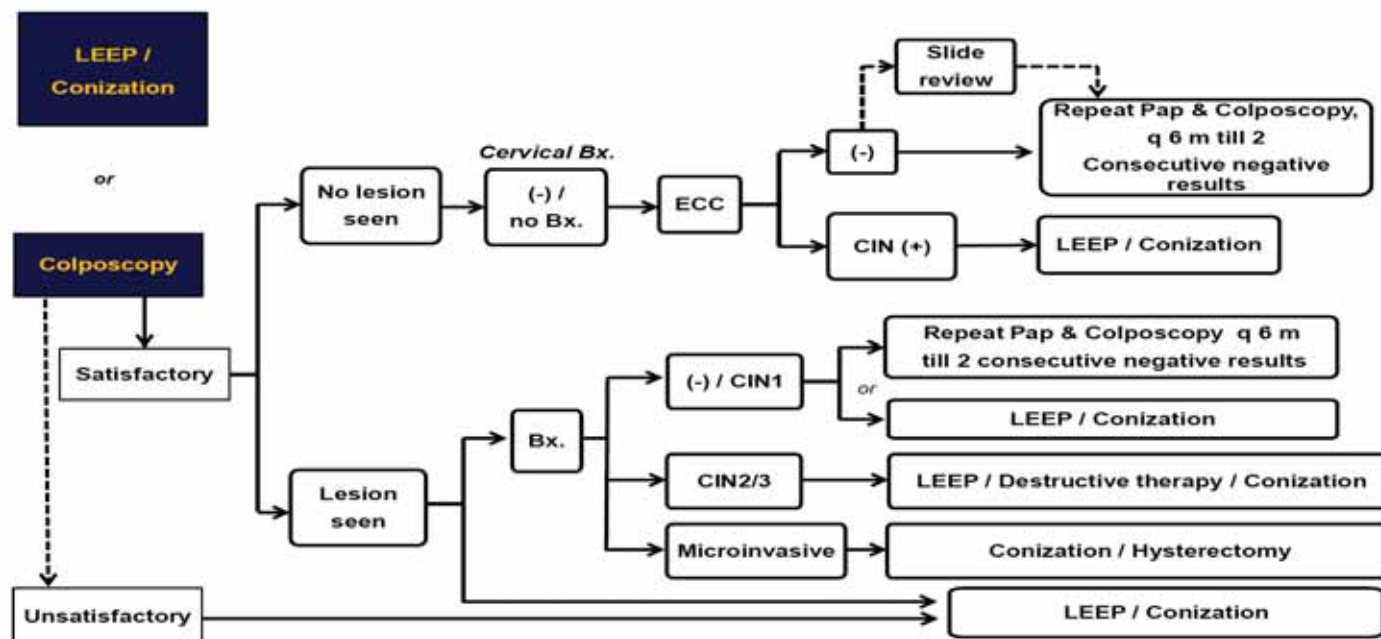 LEEP /
Conization
or
Colposcopy
Satisfactory
Unsatisfactory
No lesion
seen
Lesion
seen
Cervical Bx.
(-) /
no Bx.
ECC
(-)
Slide
review
Repeat Pap & Colposcopy,
q 6 m till 2
Consecutive negative
results
CIN (+)
LEEP / Conization
Bx.
(-) / CIN1
Repeat Pap & Colposcopy q 6 m
till 2 consecutive negative results
or
LEEP / Conization
CIN2/3
LEEP / Destructive therapy / Conization
Microinvasive
Conization / Hysterectomy
LEEP / Conization